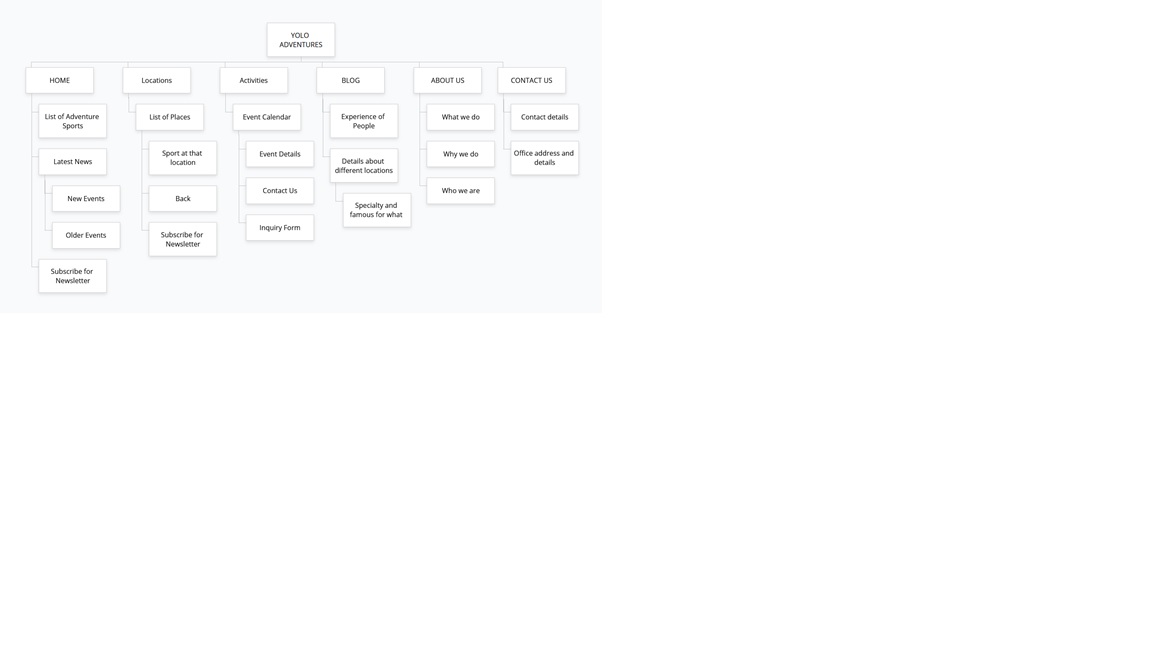 YOLO
ADVENTURES
HOME
List of Adventure
Sports
Latest News
New Events
Older Events
Subscribe for
Newsletter
Locations
List of Places
Sport at that
location
Back
Subscribe for
Newsletter
Activities
Event Calendar
Event Details
Contact Us
Inquiry Form
BLOG
Experience of
People
Details about
different locations
Specialty and
famous for what
ABOUT US
What we do
Why we do
Who we are
CONTACT US
Contact details
Office address and
details